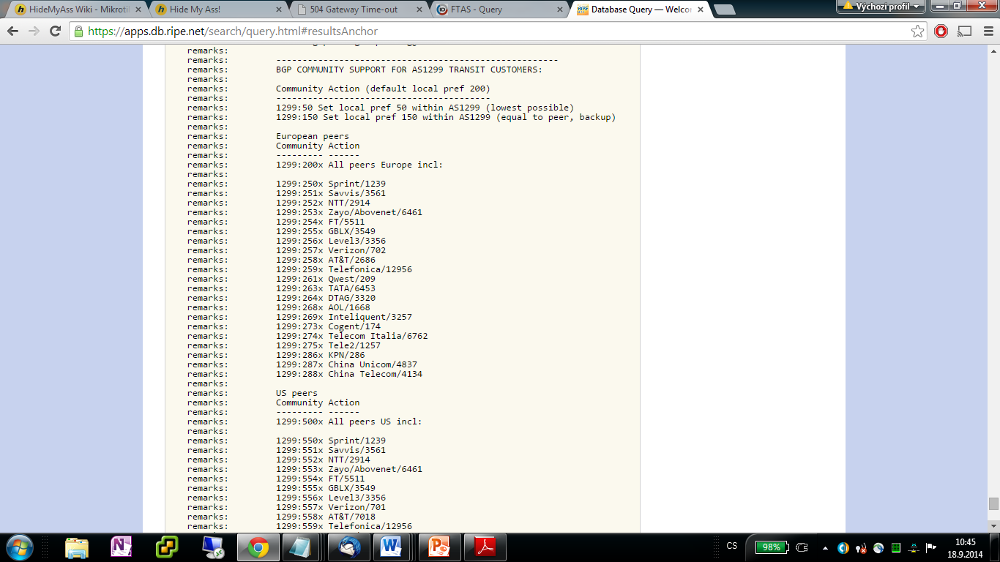 HideMyAss Wiki - Mikroti
Hide My Ass!
504 Gateway Time-out
FTAS - Query
Database Query — Welcor
Výchozí profil
https://apps.db.ripe.net/search/query.html#resultsAnchor
remarks:
remarks: ------------------------------------------------------
remarks: BGP COMMUNITY SUPPORT FOR AS1299 TRANSIT CUSTOMERS:
remarks:
remarks: Community Action (default local pref 200)
remarks: -----------------------------------------
remarks: 1299:50 Set local pref 50 within AS1299 (lowest possible)
remarks: 1299:150 Set local pref 150 within AS1299 (equal to peer, backup)
remarks:
remarks: European peers
remarks: Community Action
remarks: --------- ------
remarks: 1299:200x All peers Europe incl:
remarks:
remarks: 1299:250x Sprint/1239
remarks: 1299:251x Savvis/3561
remarks: 1299:252x NTT/2914
remarks: 1299:253x Zayo/Abovenet/6461
remarks: 1299:254x FT/5511
remarks: 1299:255x GBLX/3549
remarks: 1299:256x Level3/3356
remarks: 1299:257x Verizon/702
remarks: 1299:258x AT&T/2686
remarks: 1299:259x Telefonica/12956
remarks: 1299:261x Qwest/209
remarks: 1299:263x TATA/6453
remarks: 1299:264x DTAG/3320
remarks: 1299:268x AOL/1668
remarks: 1299:269x Inteliquent/3257
remarks: 1299:273x Cogent/174
remarks: 1299:274x Telecom Italia/6762
remarks: 1299:275x Tele2/1257
remarks: 1299:286x KPN/286
remarks: 1299:287x China Unicom/4837
remarks: 1299:288x China Telecom/4134
remarks:
remarks: US peers
remarks: Community Action
remarks: --------- ------
remarks: 1299:500x All peers US incl:
remarks:
remarks: 1299:550x Sprint/1239
remarks: 1299:551x Savvis/3561
remarks: 1299:552x NTT/2914
remarks: 1299:553x Zayo/Abovenet/6461
remarks: 1299:554x FT/5511
remarks: 1299:555x GBLX/3549
remarks: 1299:556x Level3/3356
remarks: 1299:557x Verizon/701
remarks: 1299:558x AT&T/7018
remarks: 1299:559x Telefonica/12956
CS
98%
10:45
18.9.2014